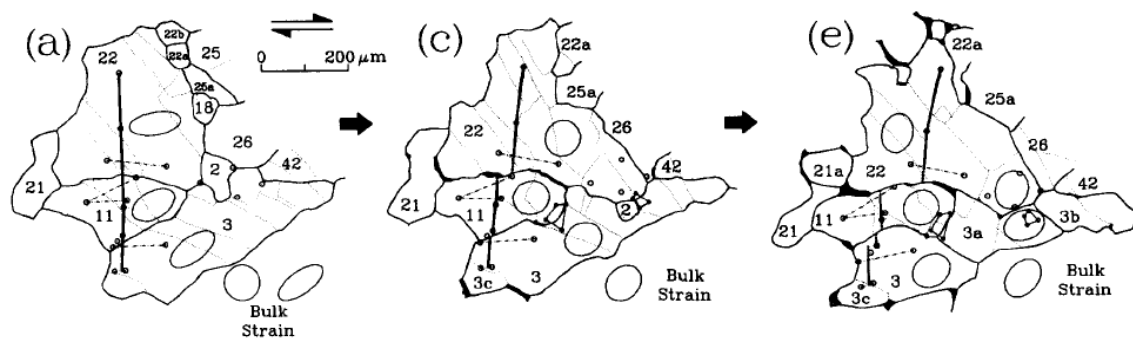 (a)
22b
22a
22
25
25a
18
26
2
42
21
11
3
0 200 μm
Bulk
Strain
(c)
22a
25a
22
26
42
21
11
2
3c
3
Bulk
Strain
(e)
22a
25a
26
21a
22
42
11
3b
21
3a
3
3c
Bulk
Strain